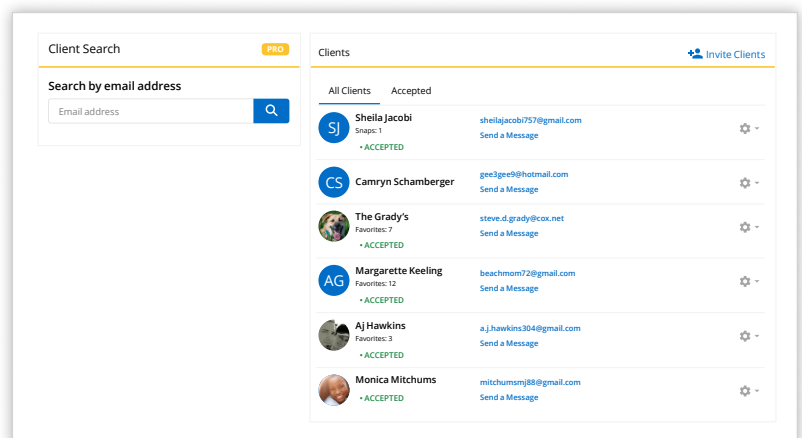 Client Search
PRO
Search by email address
Email address
Clients
Invite Clients
All Clients
Accepted
SJ
Sheila Jacobi
Snaps: 1
• ACCEPTED
sheilajacobi757@gmail.com
Send a Message
CS
Camryn Schamberger
gee3gee9@hotmail.com
Send a Message
The Grady's
Favorites: 7
• ACCEPTED
steve.d.grady@cox.net
Send a Message
AG
Margarette Keeling
Favorites: 12
• ACCEPTED
beachmom72@gmail.com
Send a Message
Aj Hawkins
Favorites: 3
• ACCEPTED
a.j.hawkins304@gmail.com
Send a Message
Monica Mitchums
• ACCEPTED
mitchumsmj88@gmail.com
Send a Message